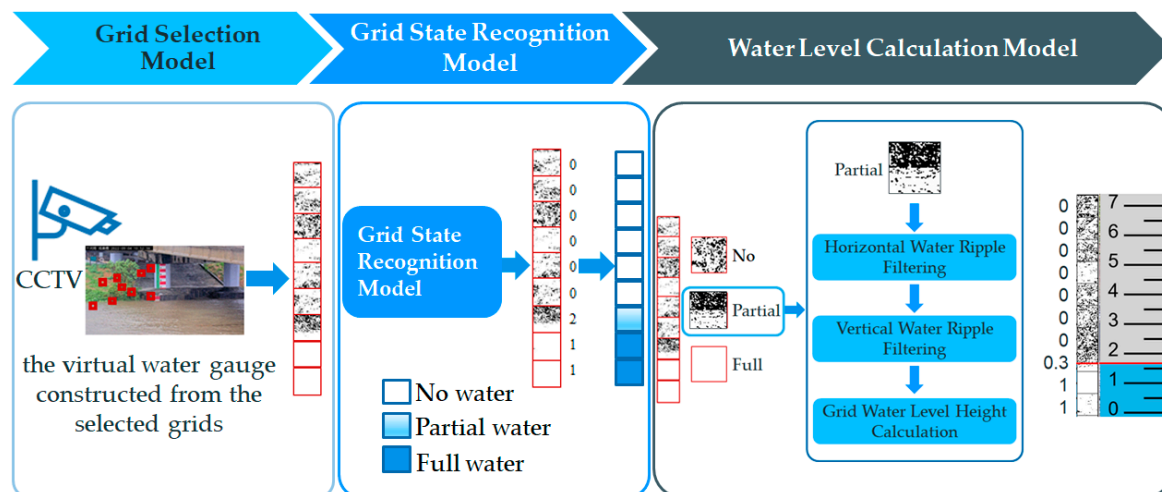 Grid Selection
Model
Grid State Recognition
Model
Water Level Calculation Model
CCTV
the virtual water gauge
constructed from the
selected grids
Grid State
Recognition
Model
0
0
0
0
0
0
2
1
1
No water
Partial water
Full water
No
Partial
Full
Partial
Horizontal Water Ripple
Filtering
Vertical Water Ripple
Filtering
Grid Water Level Height
Calculation
0
0
0
0
0
0
0.3
1
1
7
6
5
4
3
2
1
0